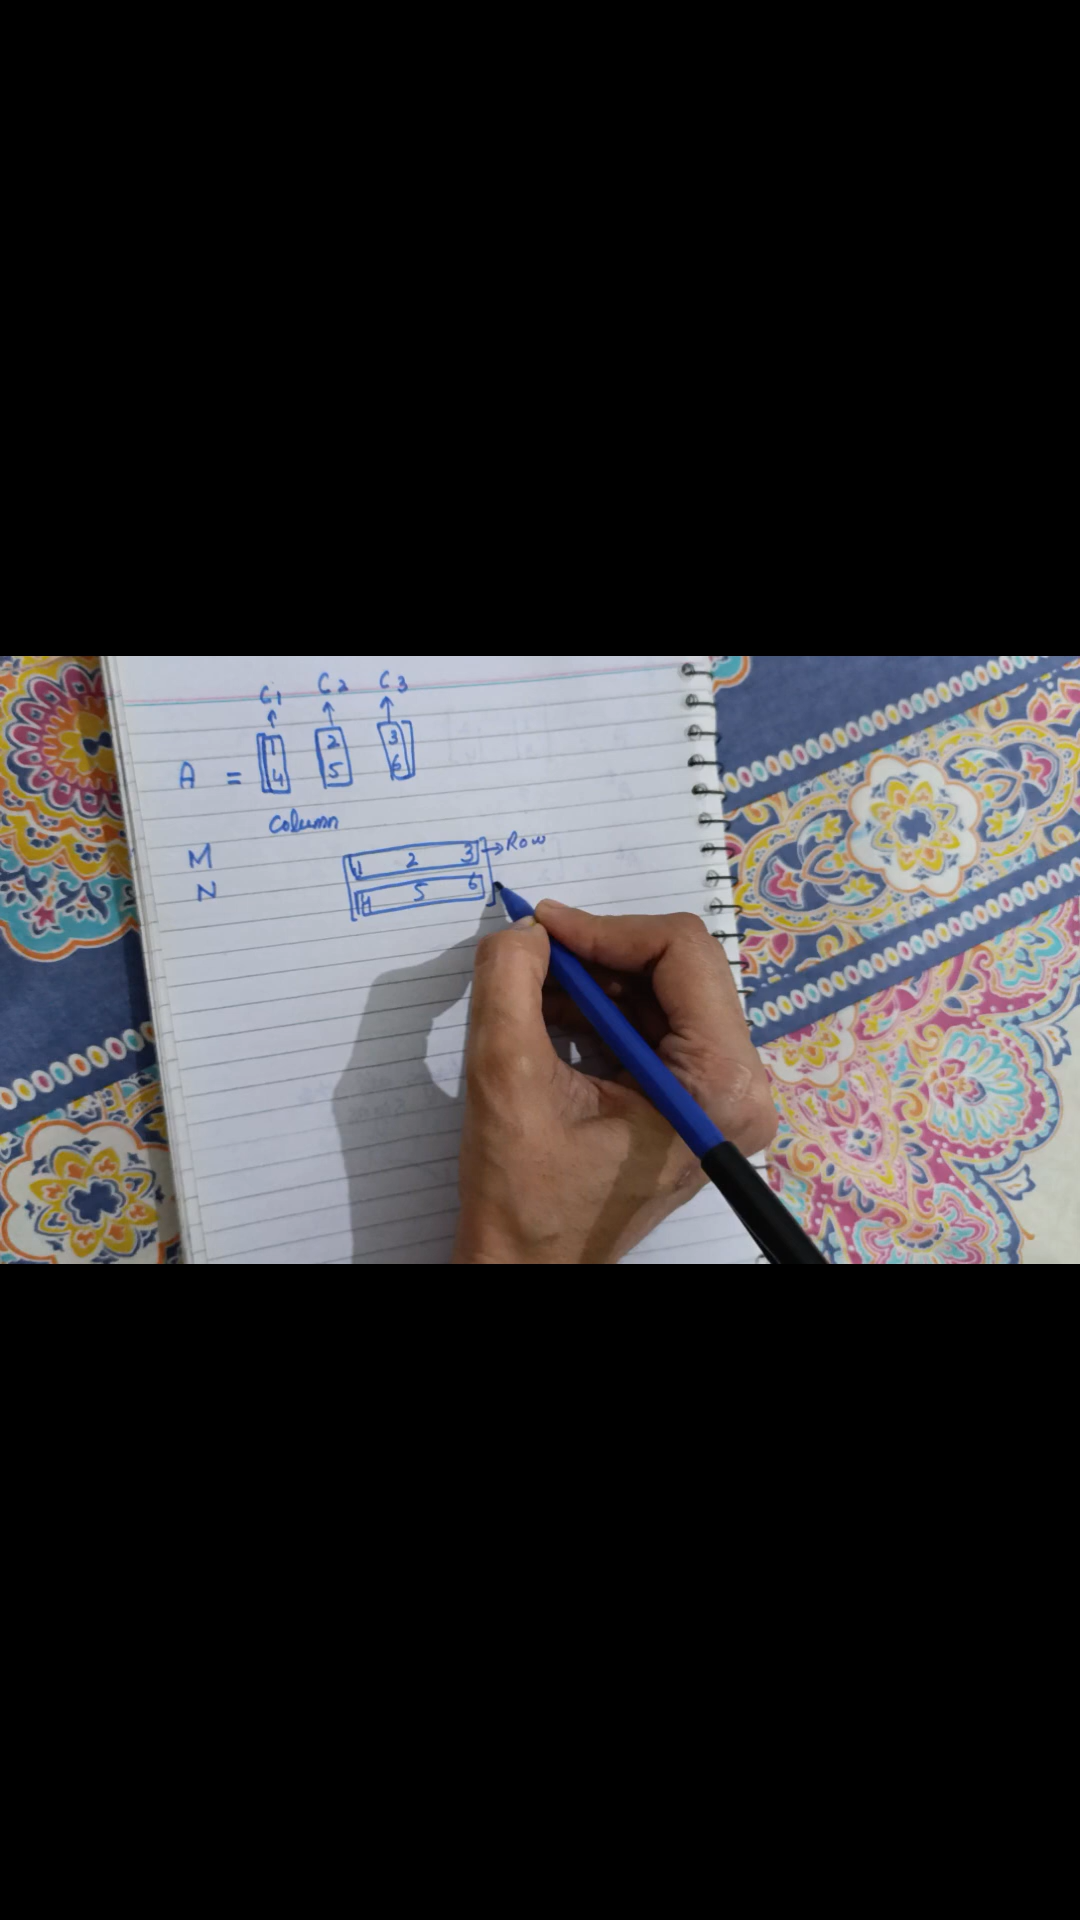 C1 C2 C3
↑ ↑ ↑
A = [1 2 3
4 5 6]
Column
M
N
[1 2 3 → Row
4 5 6]